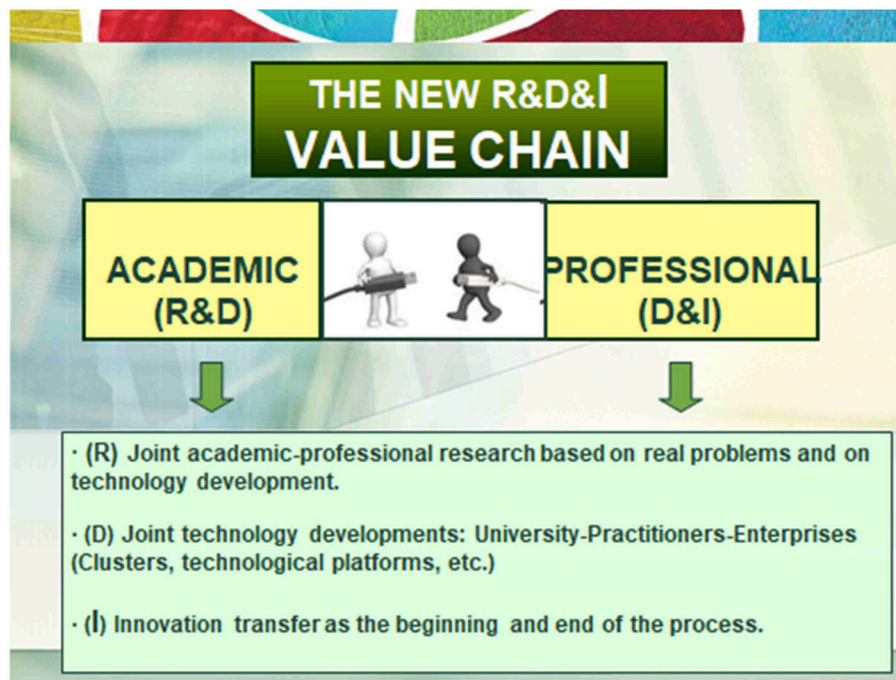 THE NEW R&D&I
VALUE CHAIN
ACADEMIC
(R&D)
PROFESSIONAL
(D&I)
· (R) Joint academic-professional research based on real problems and on
technology development.
· (D) Joint technology developments: University-Practitioners-Enterprises
(Clusters, technological platforms, etc.)
· (I) Innovation transfer as the beginning and end of the process.